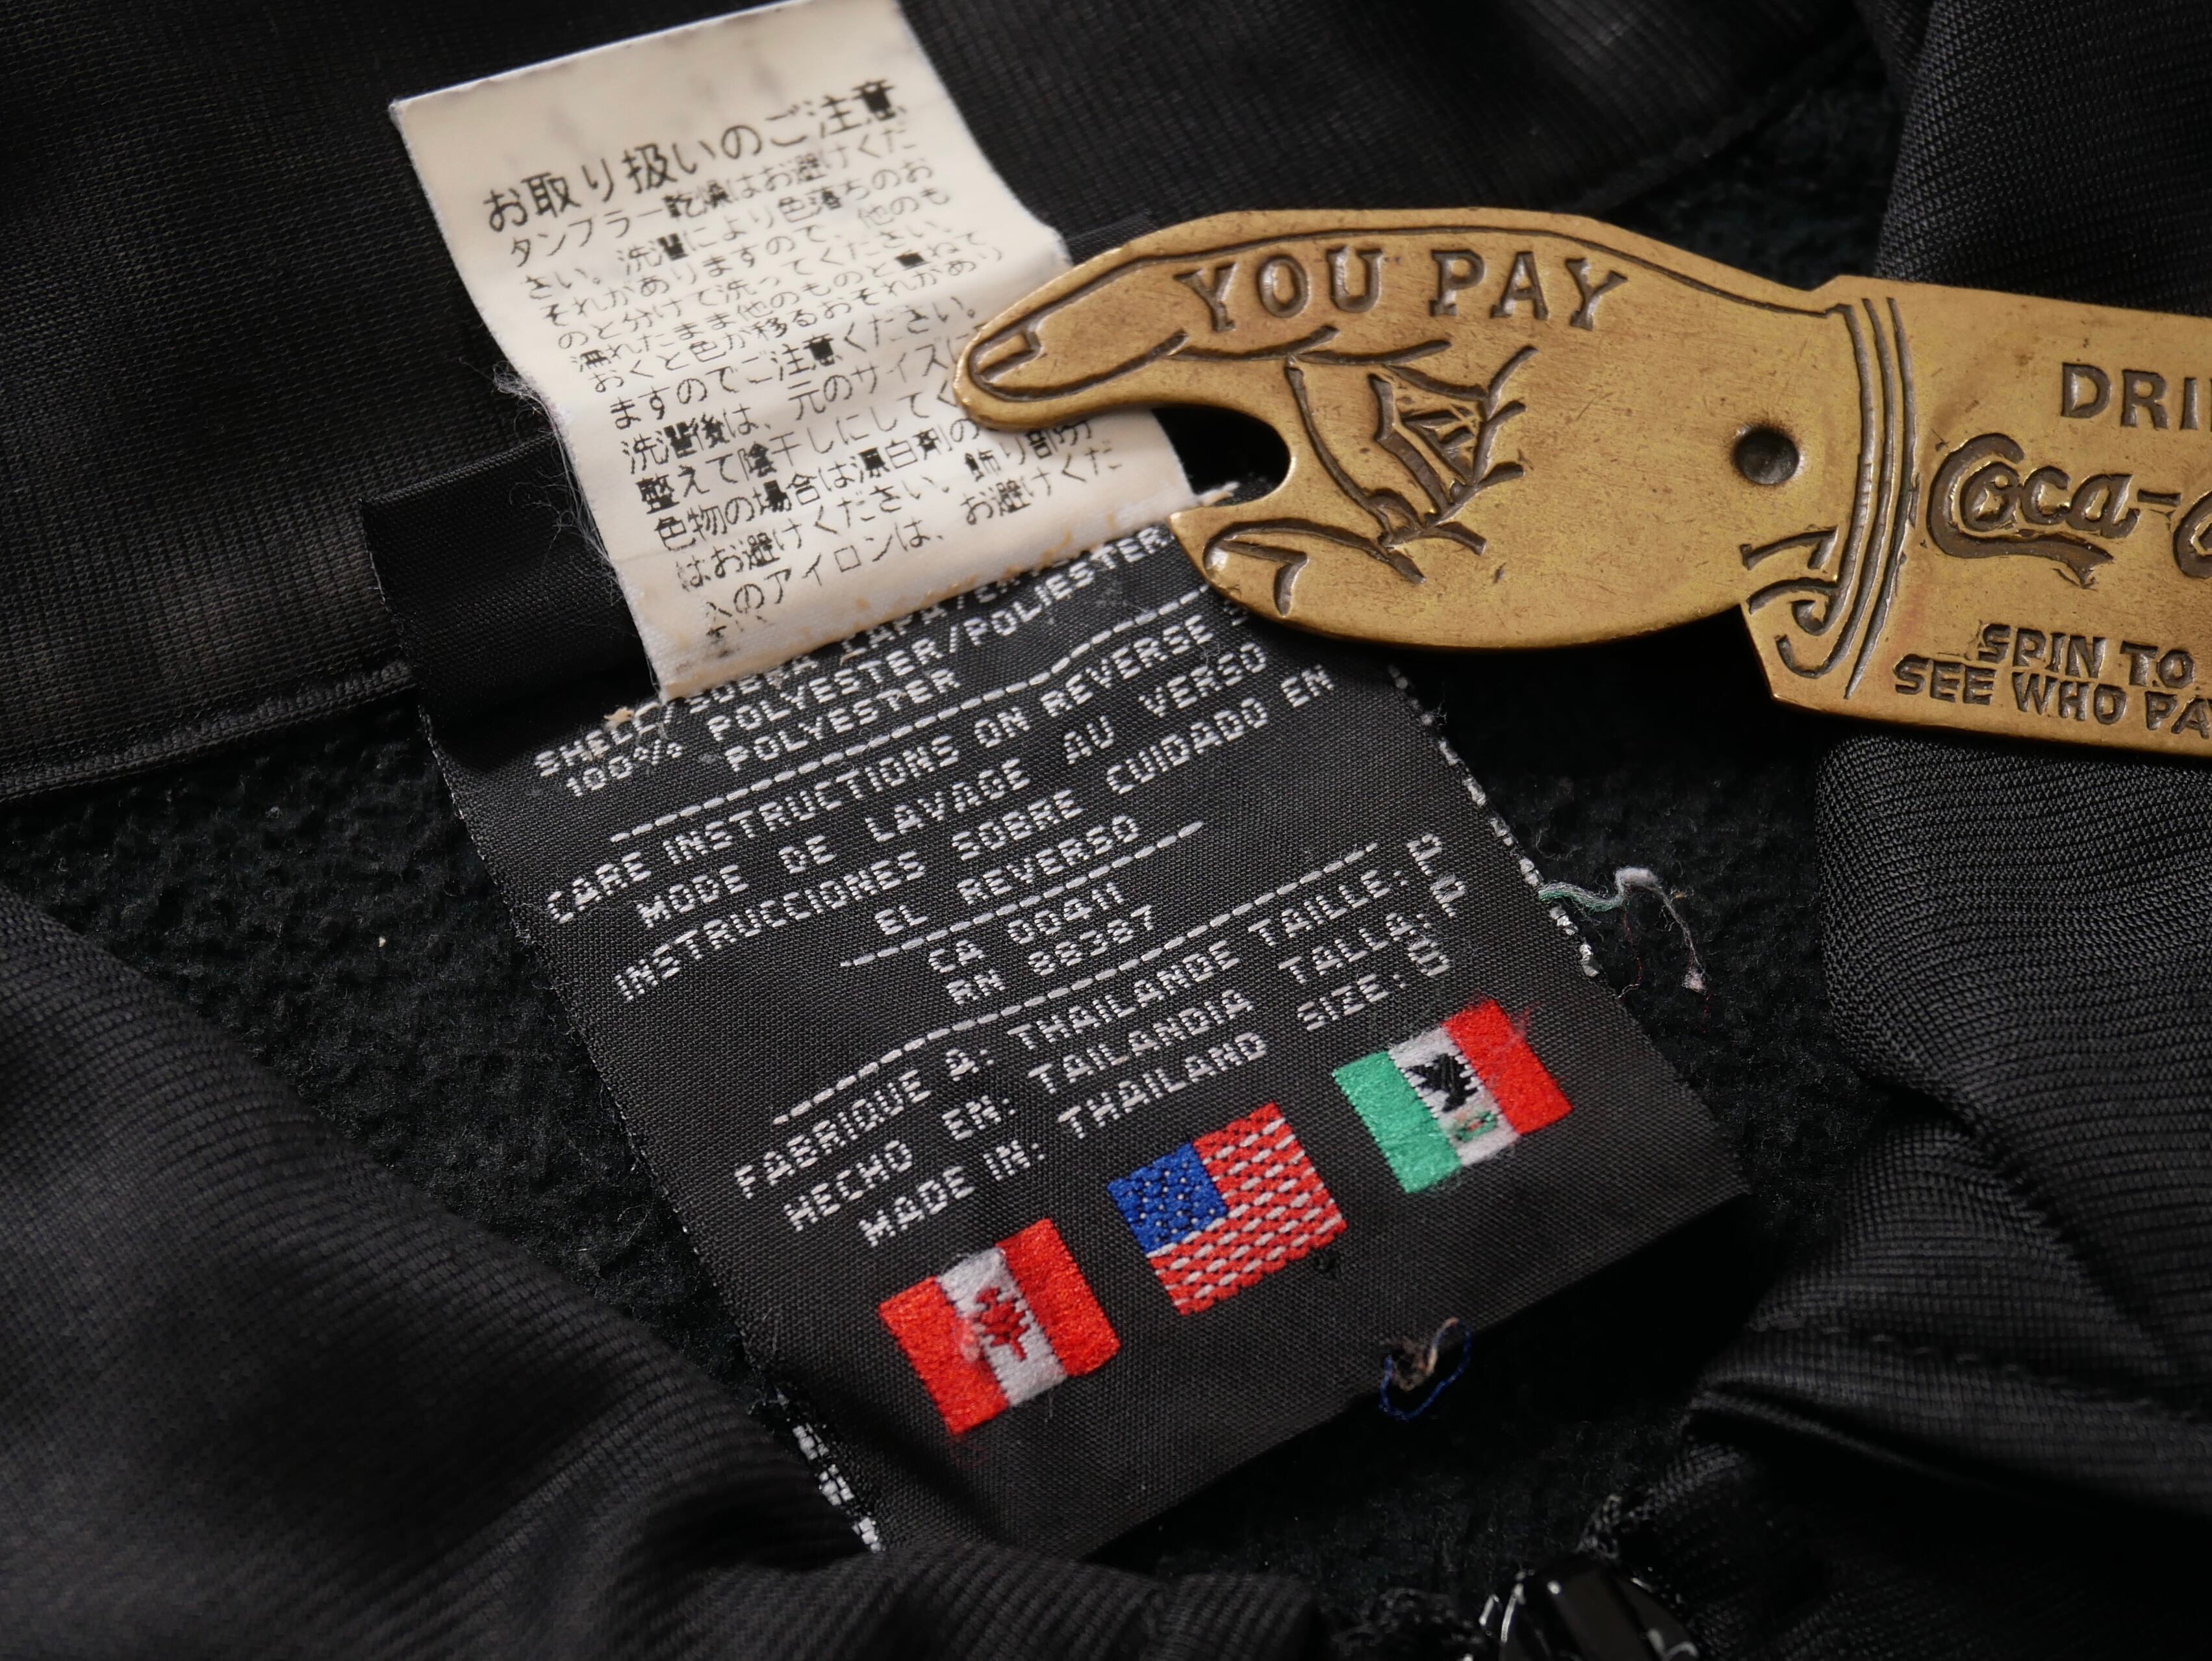 お取り扱いのご注意
タンブラー乾燥はお避けくだ
さい。洗濯により色落ちのお
それがありますので、他のも
のと分けて洗ってください。
濡れたまま他のものと重ねて
おくと色が移るおそれがあり
ますのでご注意ください。
洗濯後は、元のサイズに
整えて陰干しにしてく
色物の場合は漂白剤の
はお避けください。飾り部分
へのアイロンは、お避けくだ
YOU PAY
DRI
Coca-C
SPIN TO
SEE WHO PA
100% POLYESTER/POLIESTER
POLYESTER
CARE INSTRUCTIONS ON REVERSE
MODE DE LAVAGE AU VERSO
INSTRUCCIONES SOBRE CUIDADO EN
EL REVERSO
CA 00411
RN 88387
FABRIQUE A: THAILANDE TAILLE: P
HECHO EN: TAILANDIA TALLA: P
MADE IN: THAILAND SIZE: S